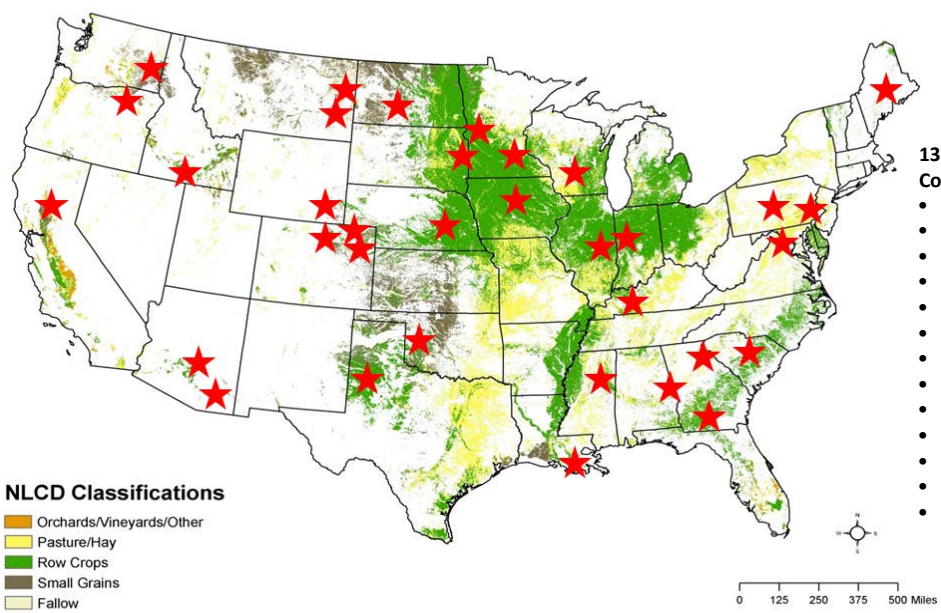 13
Co
•
•
•
•
•
•
•
•
•
•
•
•
•
NLCD Classifications
Orchards/Vineyards/Other
Pasture/Hay
Row Crops
Small Grains
Fallow
N
W E
S
0 125 250 375 500 Miles